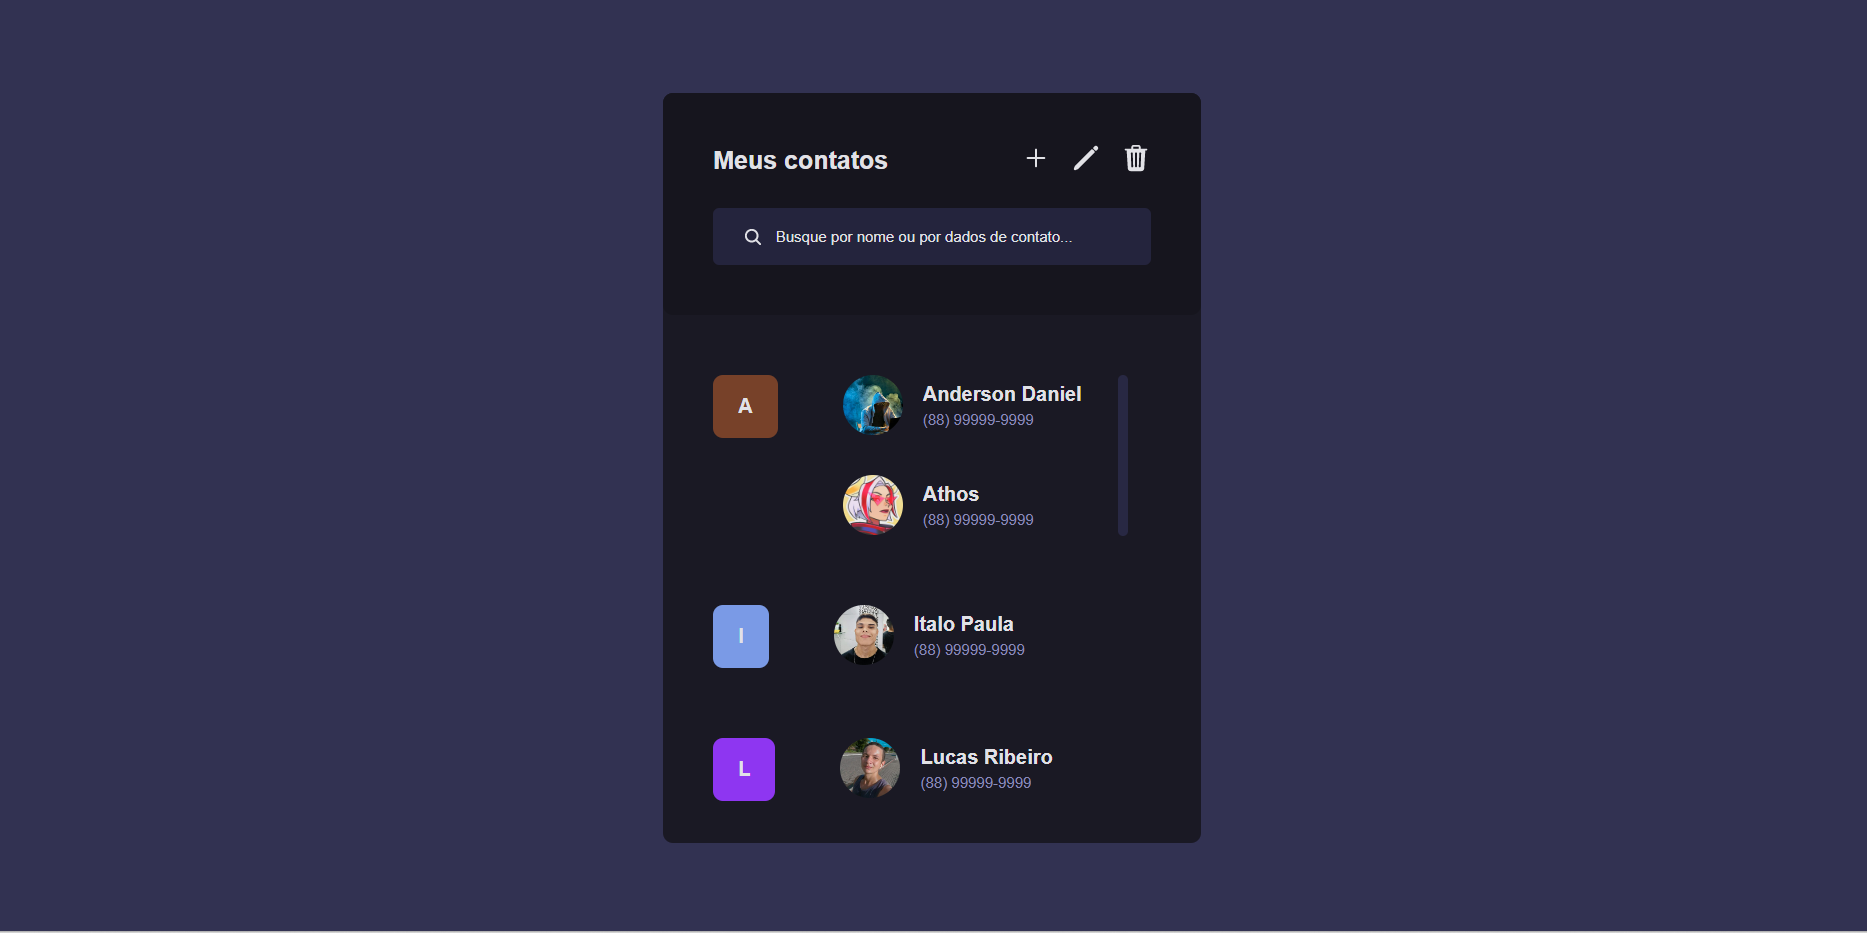 Meus contatos
Busque por nome ou por dados de contato...
A
Anderson Daniel
(88) 99999-9999
Athos
(88) 99999-9999
I
Italo Paula
(88) 99999-9999
L
Lucas Ribeiro
(88) 99999-9999